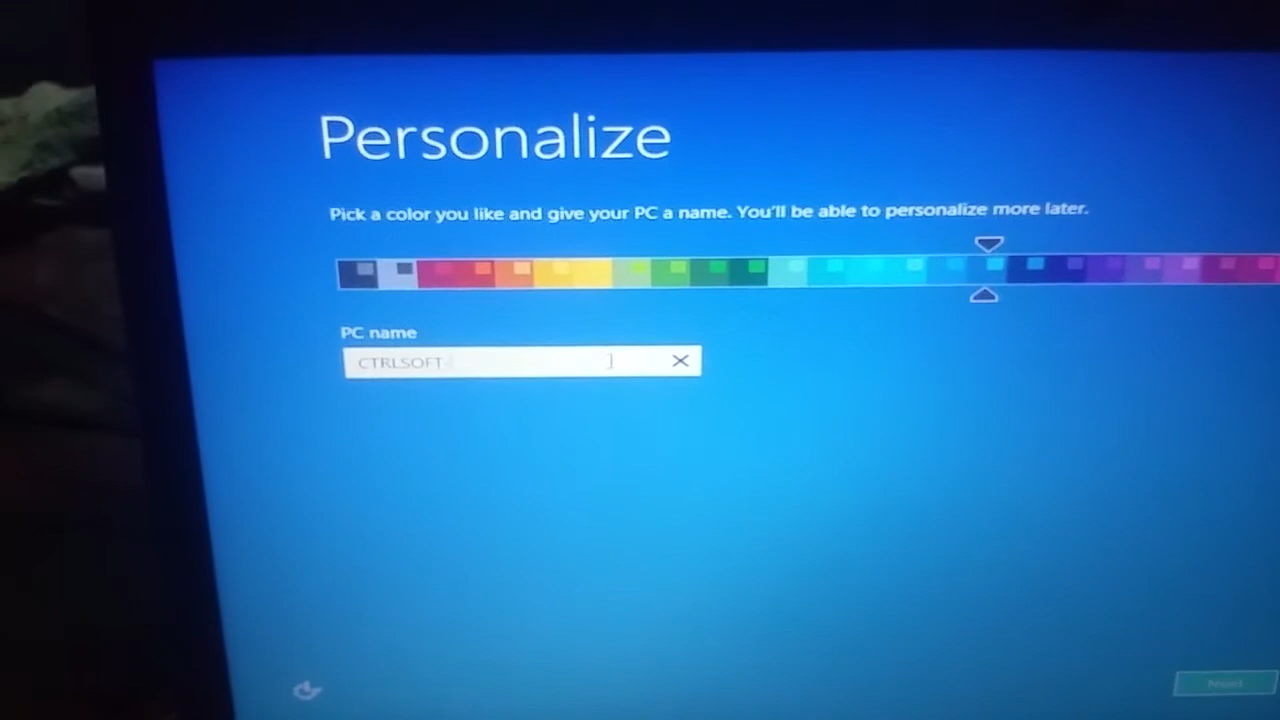 Personalize
Pick a color you like and give your PC a name. You'll be able to personalize more later.
PC name
CTRLSOFT
Next